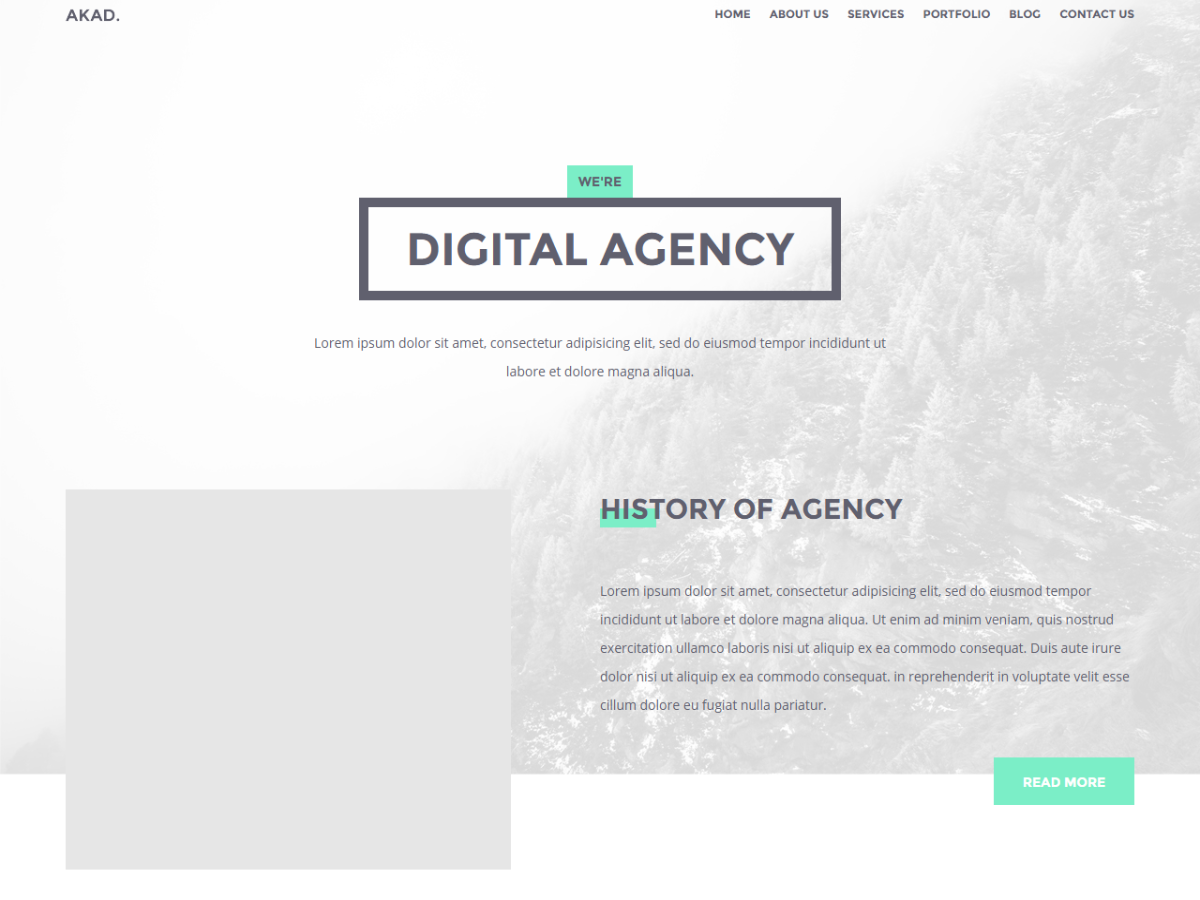 AKAD.
HOME ABOUT US SERVICES PORTFOLIO BLOG CONTACT US
WE'RE
DIGITAL AGENCY
Lorem ipsum dolor sit amet, consectetur adipisicing elit, sed do eiusmod tempor incididunt ut
labore et dolore magna aliqua.
HISTORY OF AGENCY
Lorem ipsum dolor sit amet, consectetur adipisicing elit, sed do eiusmod tempor
incididunt ut labore et dolore magna aliqua. Ut enim ad minim veniam, quis nostrud
exercitation ullamco laboris nisi ut aliquip ex ea commodo consequat. Duis aute irure
dolor nisi ut aliquip ex ea commodo consequat. in reprehenderit in voluptate velit esse
cillum dolore eu fugiat nulla pariatur.
READ MORE